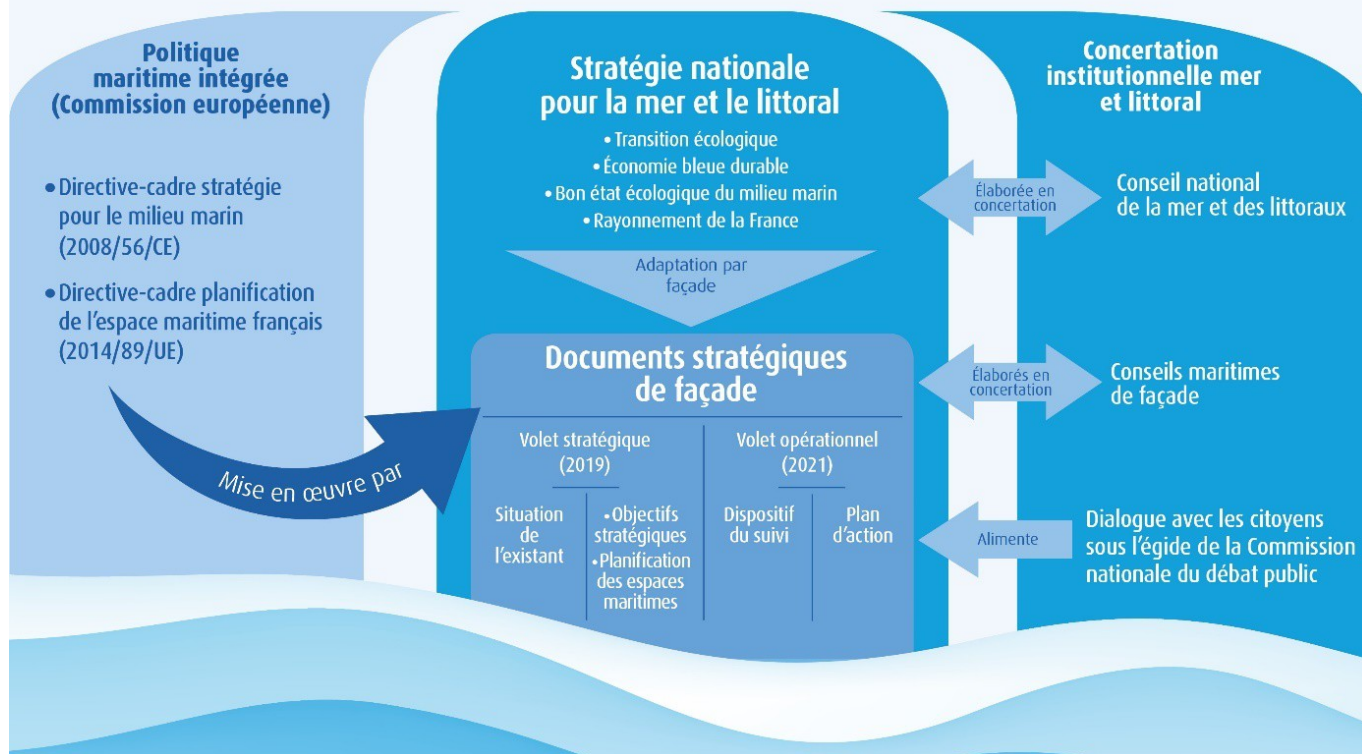 Politique
maritime intégrée
(Commission européenne)
• Directive-cadre stratégie
pour le milieu marin
(2008/56/CE)
• Directive-cadre planification
de l’espace maritime français
(2014/89/UE)
Mise en œuvre par
Stratégie nationale
pour la mer et le littoral
• Transition écologique
• Économie bleue durable
• Bon état écologique du milieu marin
• Rayonnement de la France
Adaptation par
façade
Documents stratégiques
de façade
Volet stratégique
(2019)
Situation
de
l’existant
• Objectifs
stratégiques
• Planification
des espaces
maritimes
Volet opérationnel
(2021)
Dispositif
du suivi
Plan
d’action
Concertation
institutionnelle mer
et littoral
Élaborée en
concertation
Conseil national
de la mer et des littoraux
Élaborés en
concertation
Conseils maritimes
de façade
Alimente
Dialogue avec les citoyens
sous l’égide de la Commission
nationale du débat public